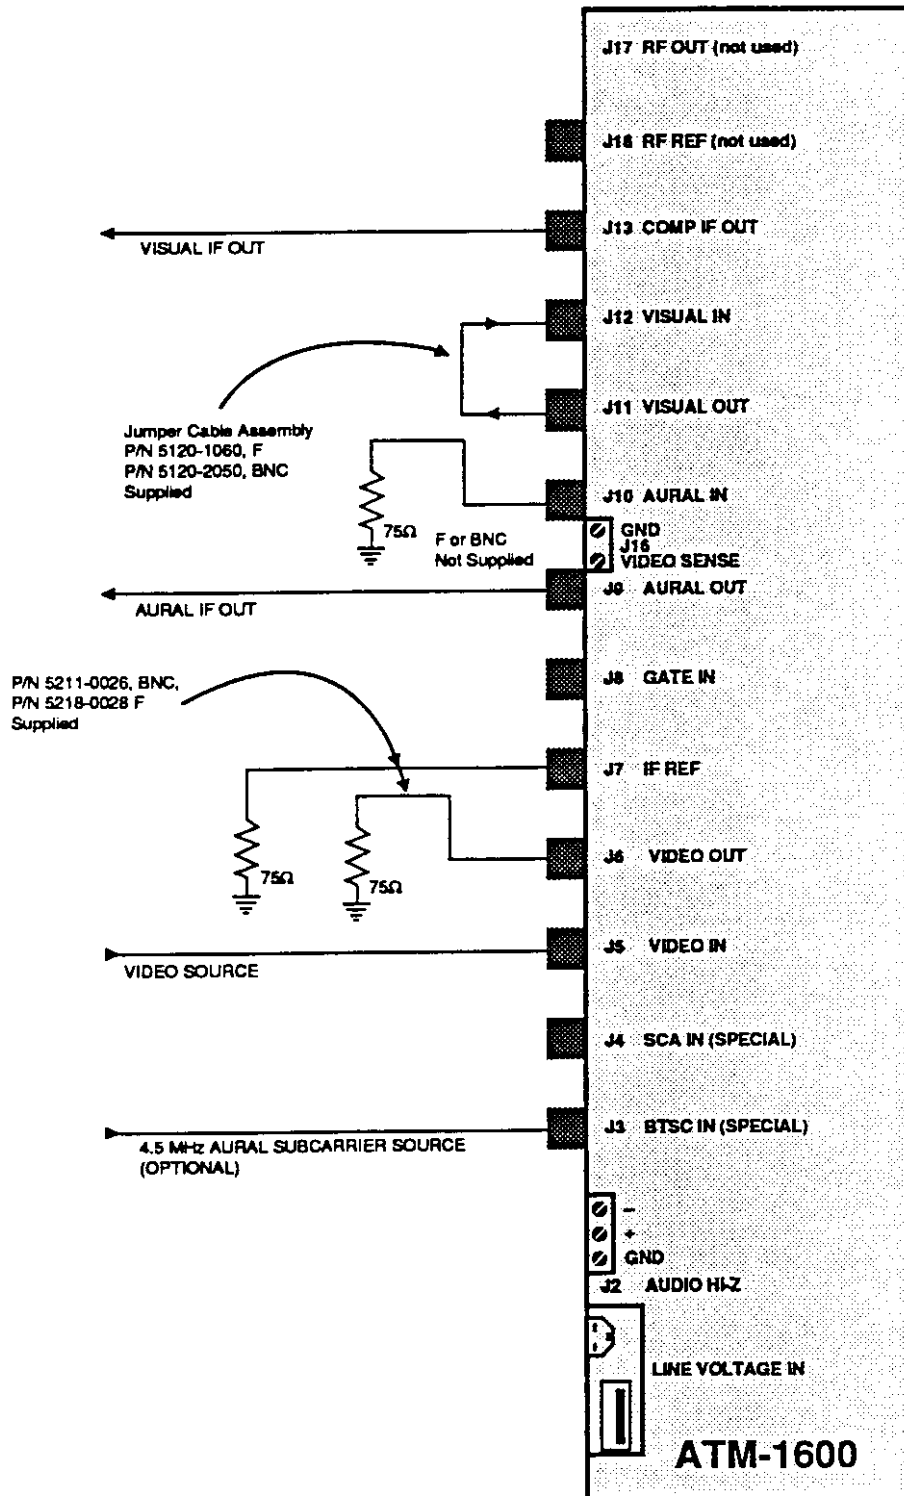 J17 RF OUT (not used)
J18 RF REF (not used)
J13 COMP IF OUT
VISUAL IF OUT
J12 VISUAL IN
J11 VISUAL OUT
Jumper Cable Assembly
P/N 5120-1060, F
P/N 5120-2050, BNC
Supplied
75Ω
F or BNC
Not Supplied
J10 AURAL IN
GND
J16
VIDEO SENSE
J9 AURAL OUT
AURAL IF OUT
P/N 5211-0026, BNC,
P/N 5218-0028 F
Supplied
J8 GATE IN
J7 IF REF
75Ω
75Ω
J6 VIDEO OUT
J5 VIDEO IN
VIDEO SOURCE
J4 SCA IN (SPECIAL)
J3 BTSC IN (SPECIAL)
4.5 MHz AURAL SUBCARRIER SOURCE
(OPTIONAL)
-
+
GND
J2 AUDIO HI-Z
LINE VOLTAGE IN
ATM-1600